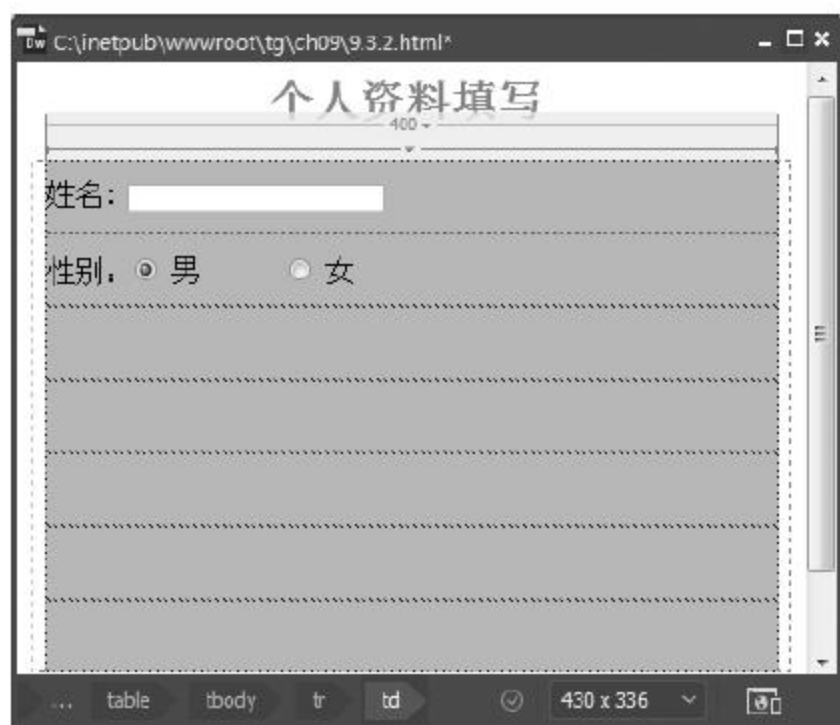 Dw C:\inetpub\wwwroot\tg\ch09\9.3.2.html*
个人资料填写
400
姓名:
性别: 男 女
... table tbody tr td 430 x 336